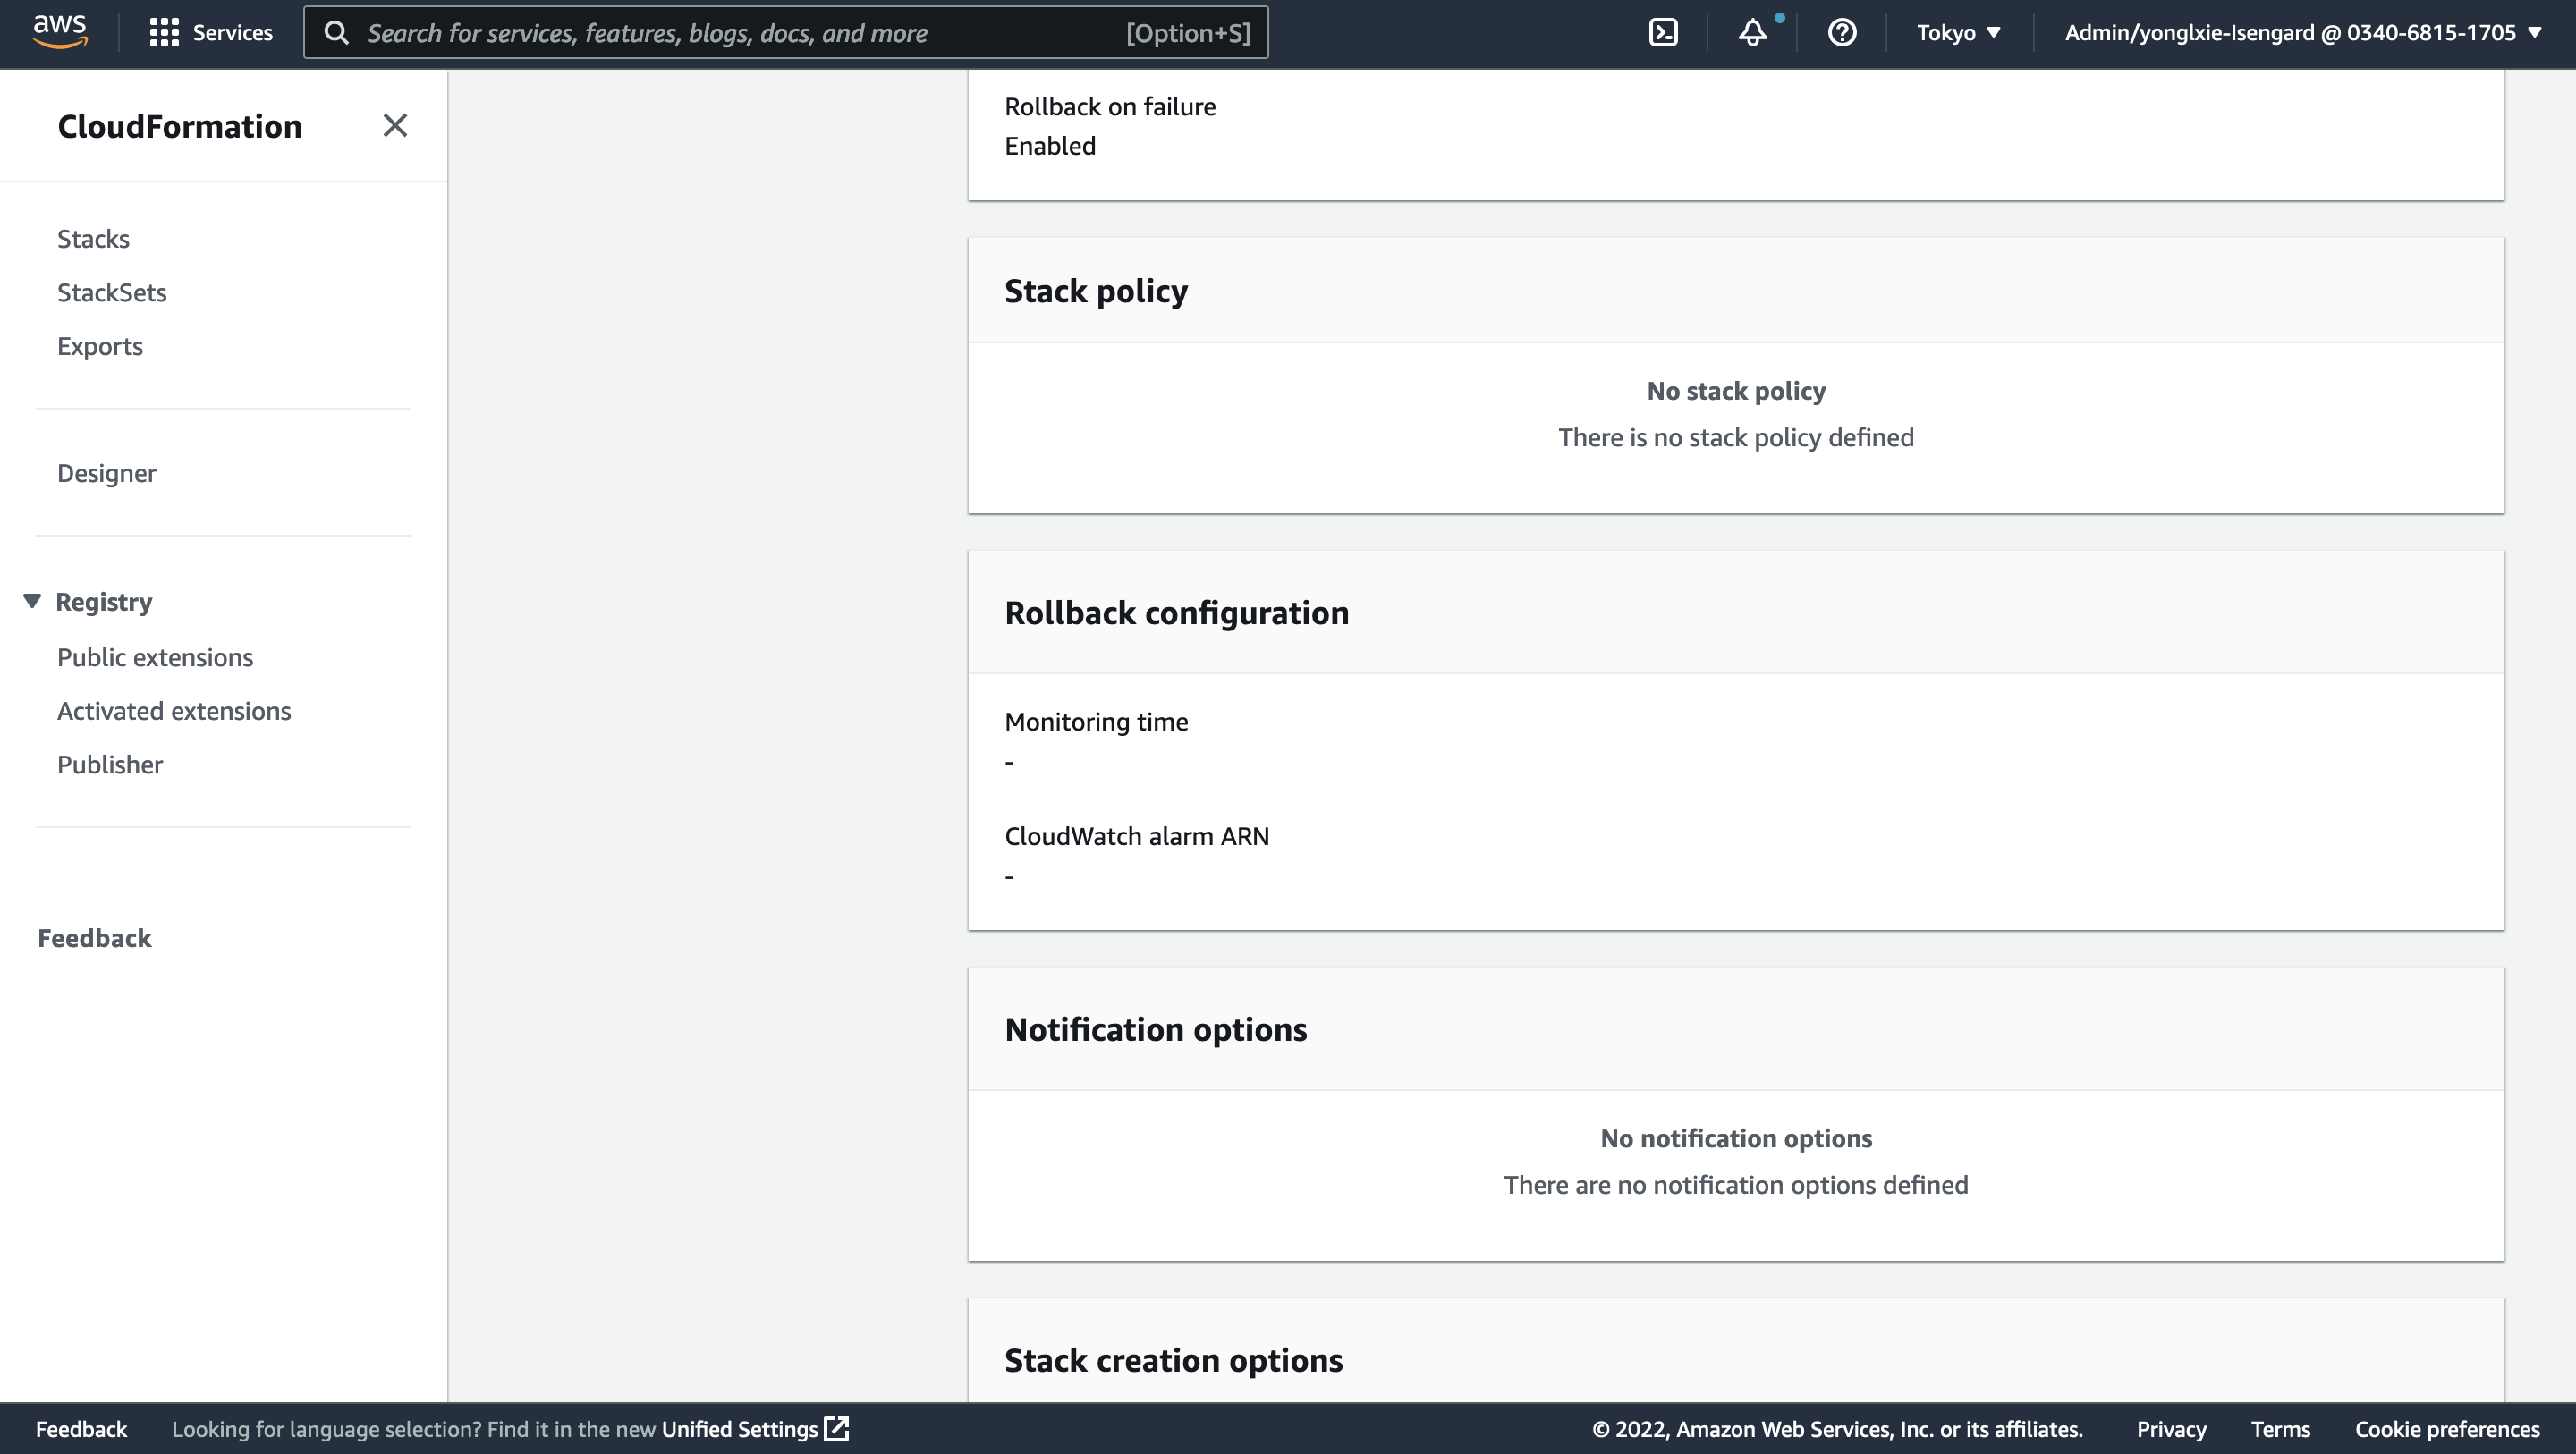 aws
Services
Search for services, features, blogs, docs, and more
[Option+S]
Tokyo
Admin/yonglxie-Isengard @ 0340-6815-1705
CloudFormation
Stacks
StackSets
Exports
Designer
Registry
Public extensions
Activated extensions
Publisher
Feedback
Rollback on failure
Enabled
Stack policy
No stack policy
There is no stack policy defined
Rollback configuration
Monitoring time
-
CloudWatch alarm ARN
-
Notification options
No notification options
There are no notification options defined
Stack creation options
Feedback
Looking for language selection? Find it in the new Unified Settings
© 2022, Amazon Web Services, Inc. or its affiliates.
Privacy
Terms
Cookie preferences